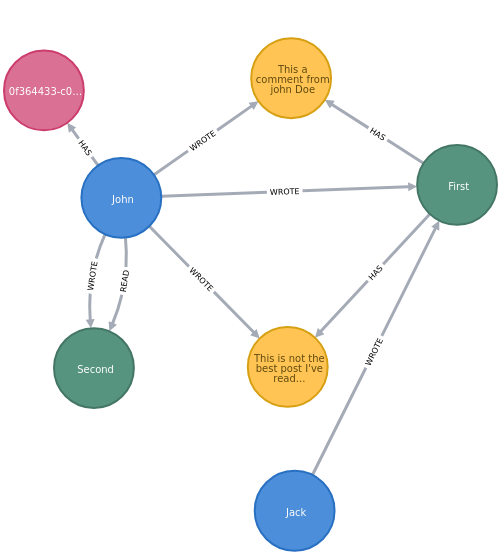 This a
comment from
john Doe
0f364433-c0...
HAS
WROTE
HAS
First
WROTE
John
WROTE
READ
WROTE
HAS
WROTE
Second
This is not the
best post I've
read...
Jack